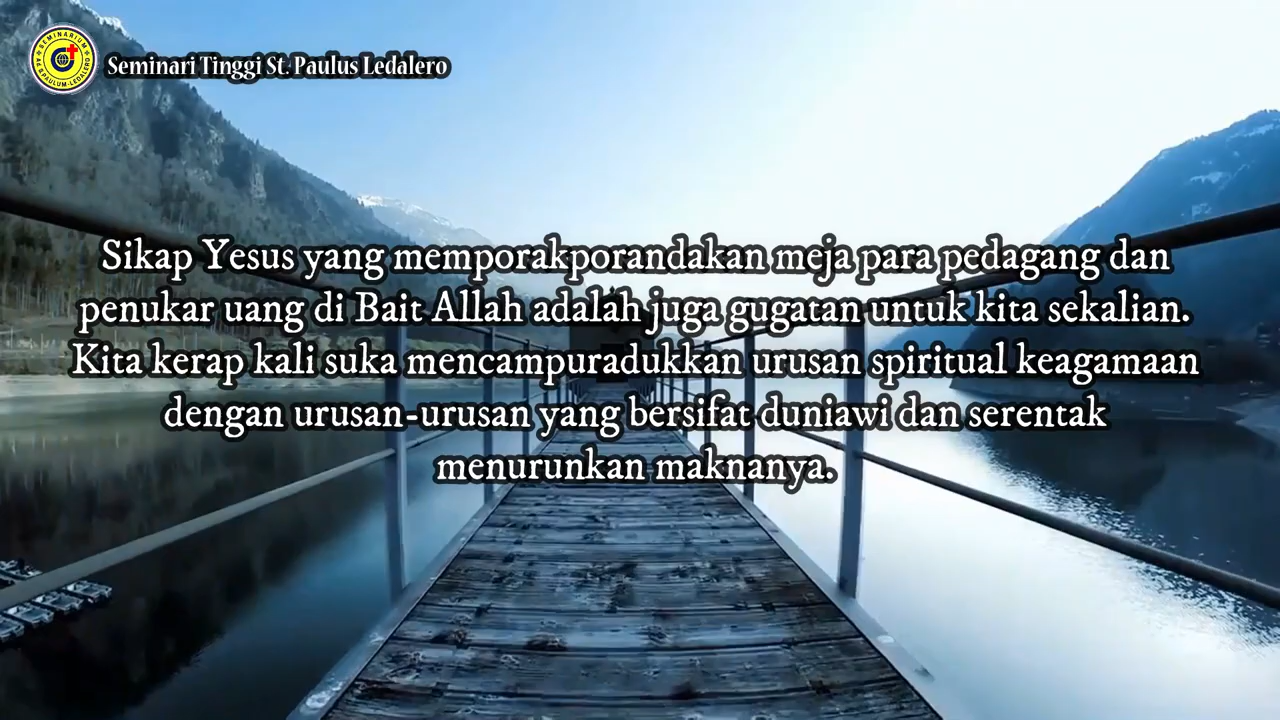 SEMINARIUM
Seminari Tinggi St. Paulus Ledalero
Sikap Yesus yang memporakporandakan meja para pedagang dan
penukar uang di Bait Allah adalah juga gugatan untuk kita sekalian.
Kita kerap kali suka mencampuradukkan urusan spiritual keagamaan
dengan urusan-urusan yang bersifat duniawi dan serentak
menurunkan maknanya.